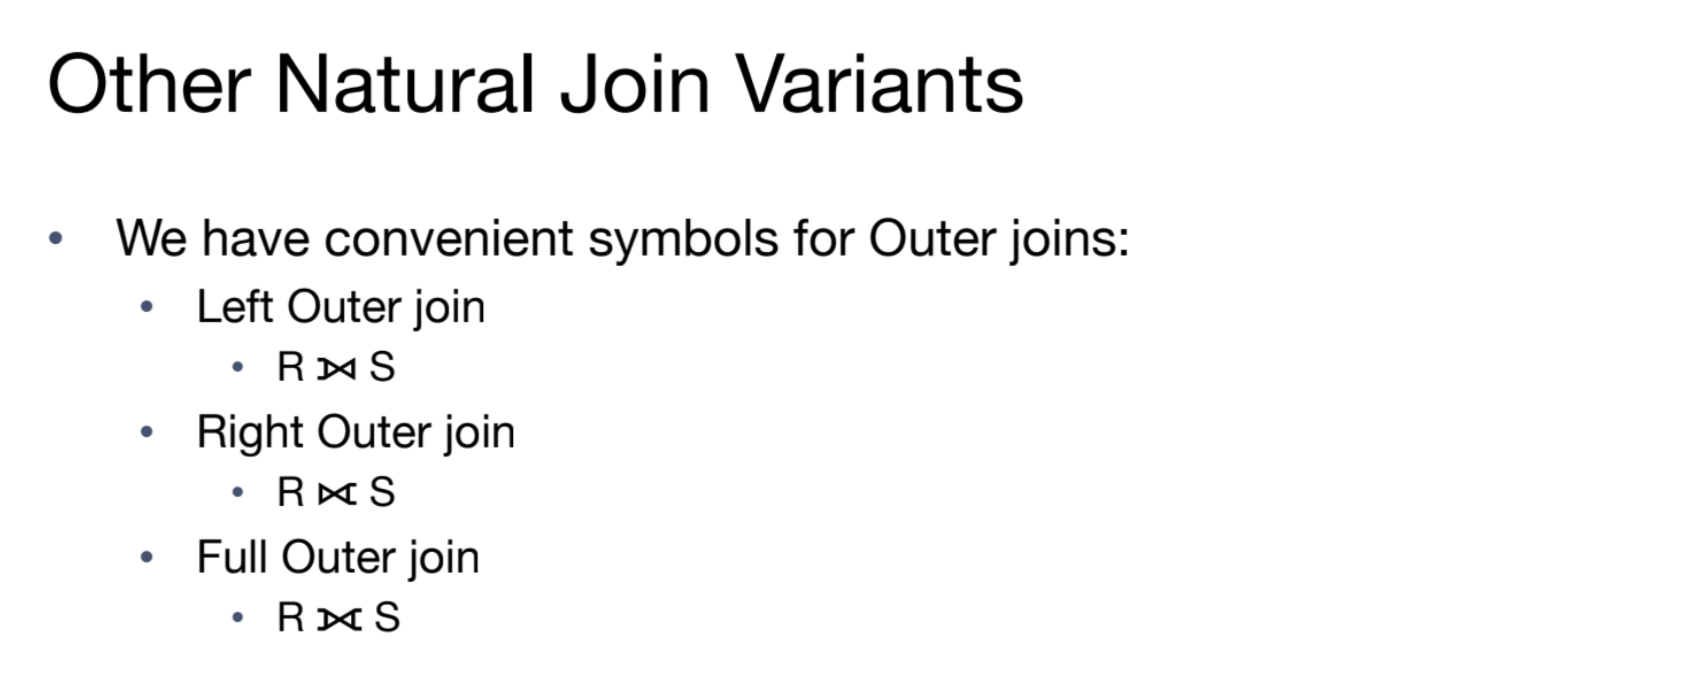 Other Natural Join Variants
• We have convenient symbols for Outer joins:
• Left Outer join
• R ⟕ S
• Right Outer join
• R ⟖ S
• Full Outer join
• R ⟗ S